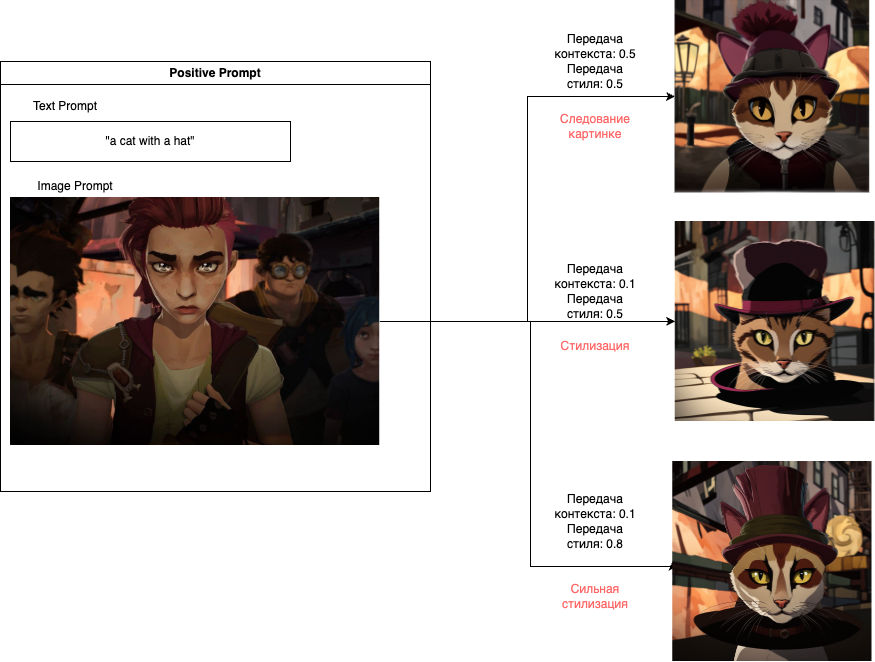 Positive Prompt
Text Prompt
"a cat with a hat"
Image Prompt
Передача
контекста: 0.5
Передача
стиля: 0.5
Следование
картинке
Передача
контекста: 0.1
Передача
стиля: 0.5
Стилизация
Передача
контекста: 0.1
Передача
стиля: 0.8
Сильная
стилизация